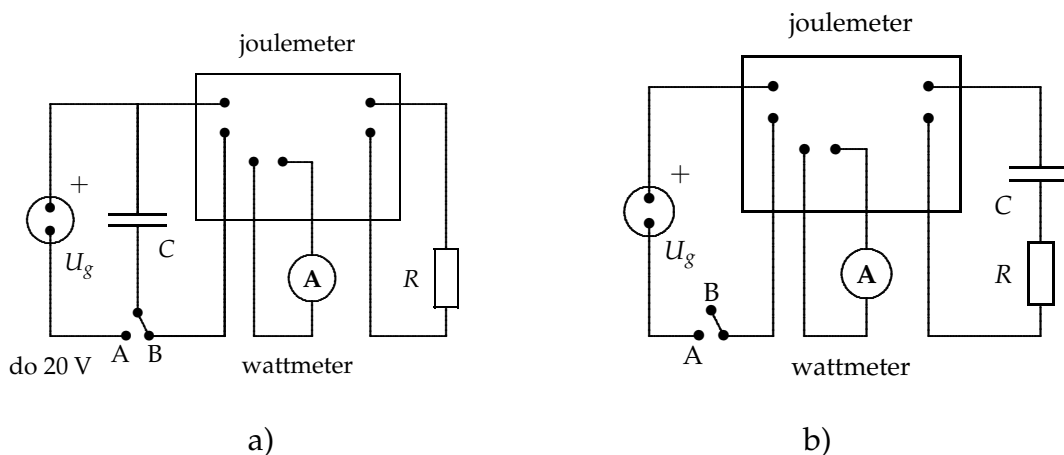 joulemeter
+
U_g
C
A
R
A B
do 20 V
wattmeter
a)
joulemeter
+
U_g
C
A
R
B
A
wattmeter
b)